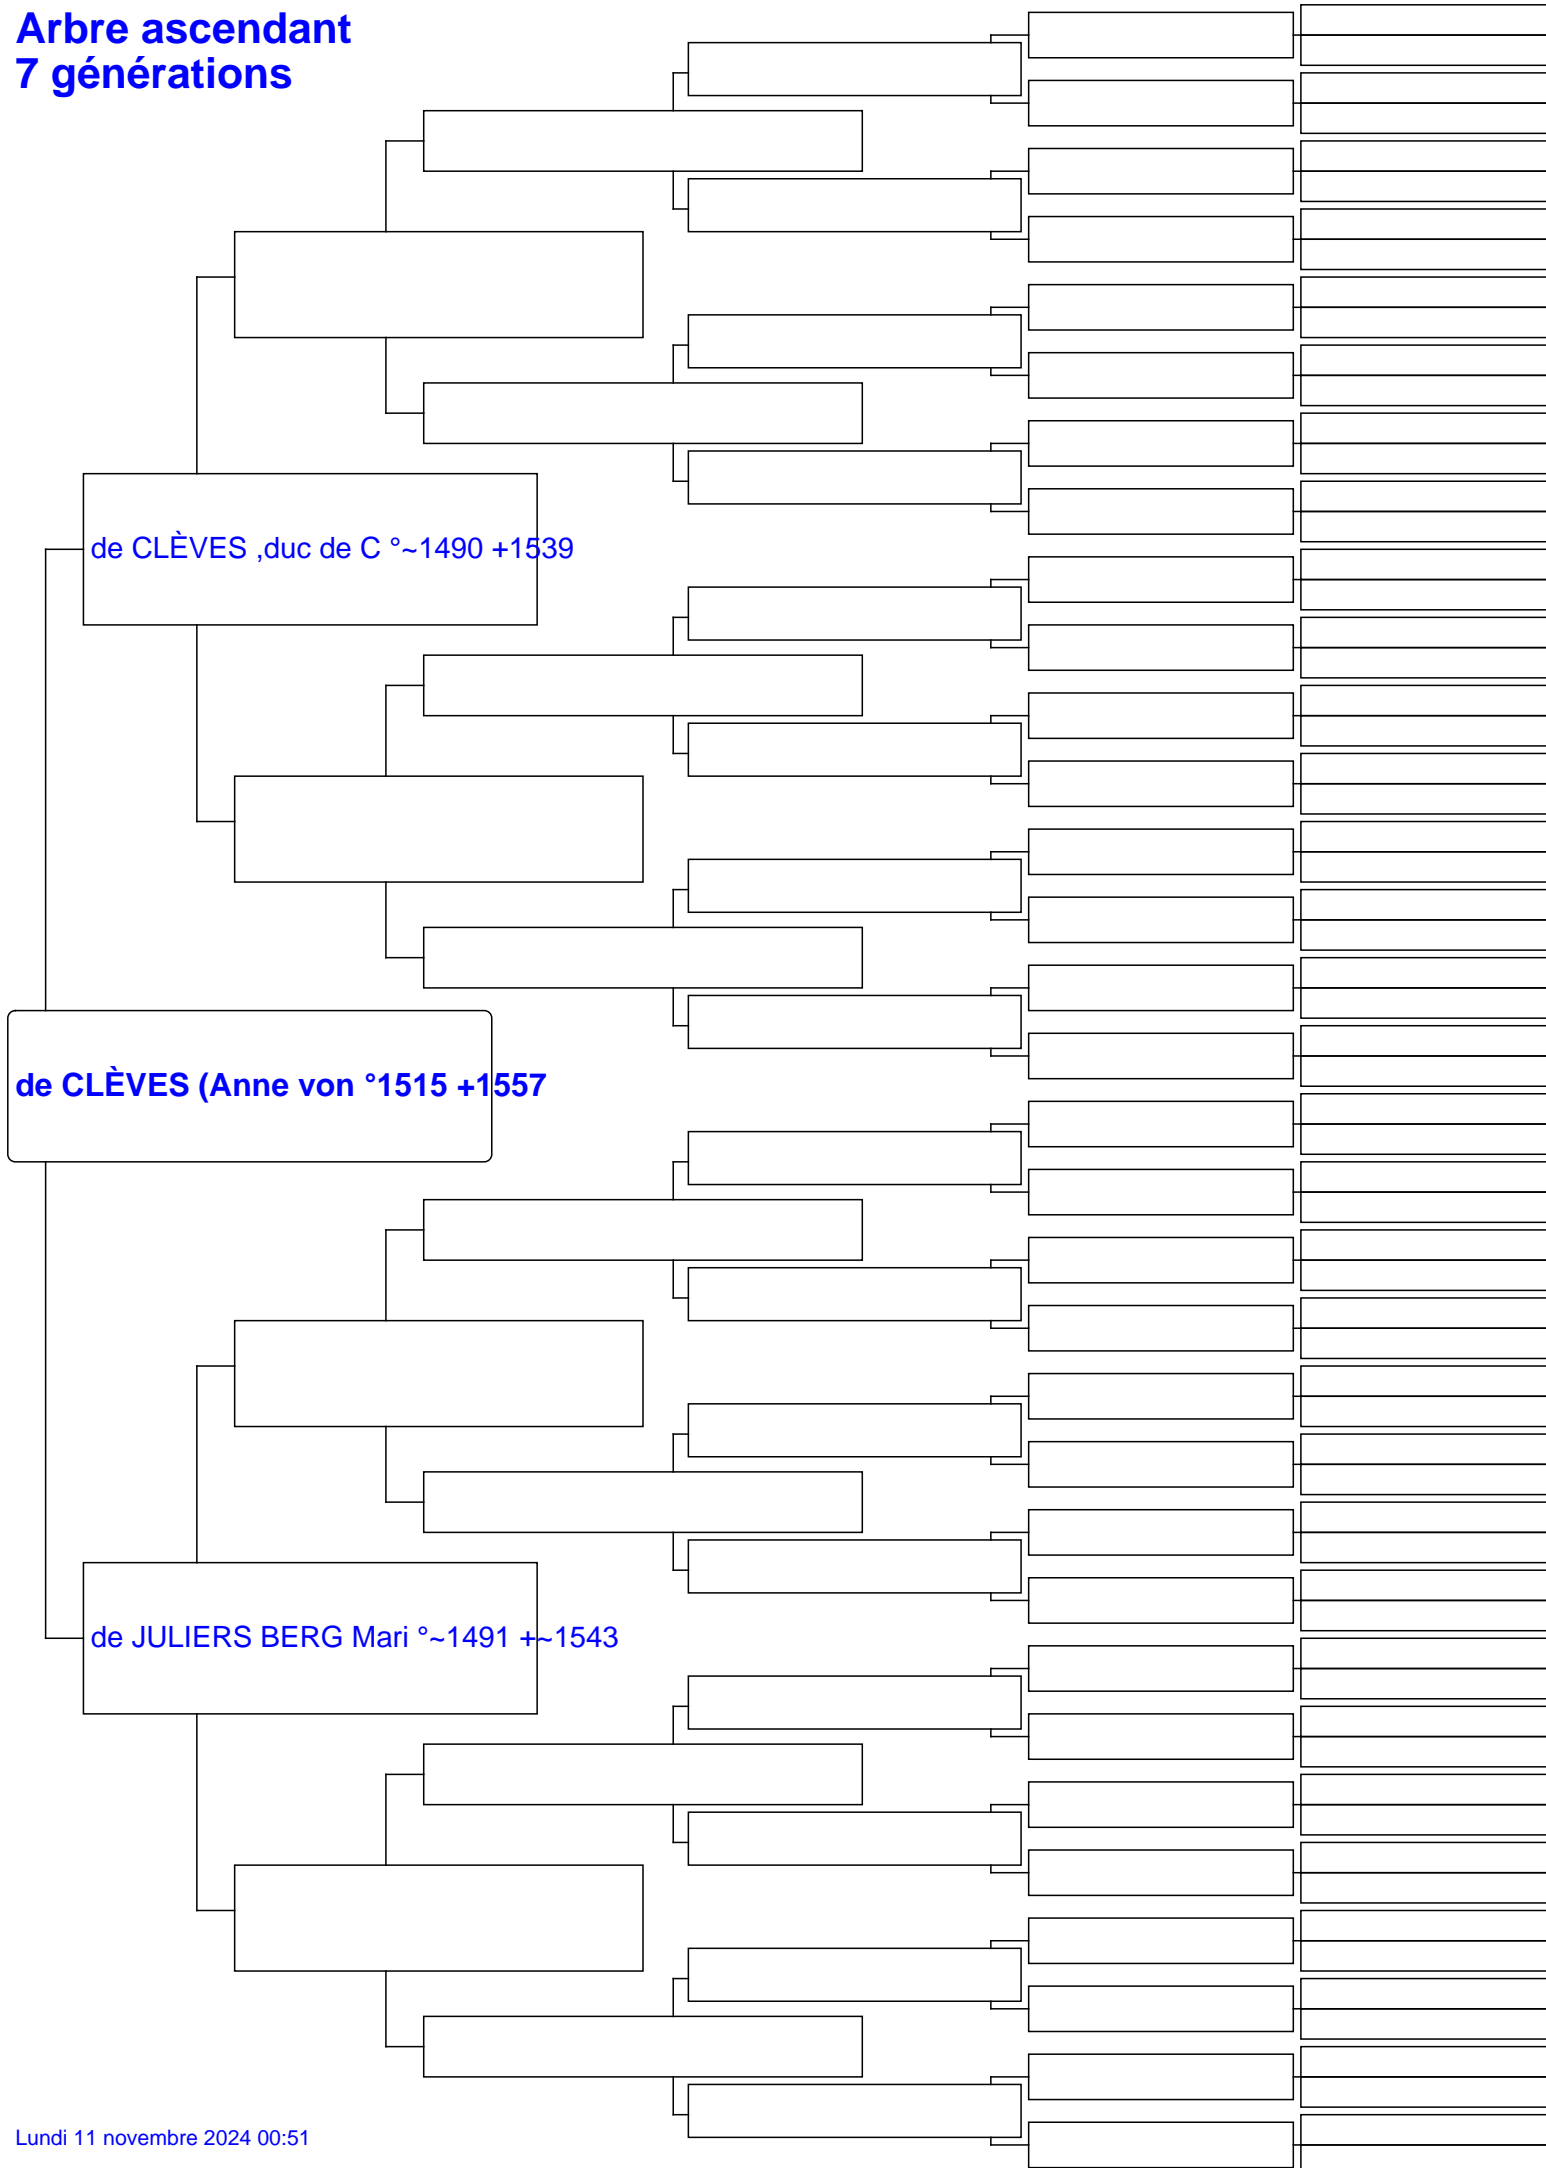 Arbre ascendant
7 générations
de CLÈVES ,duc de C °~1490 +1539
de CLÈVES (Anne von °1515 +1557
de JULIERS BERG Mari °~1491 +~1543
Lundi 11 novembre 2024 00:51